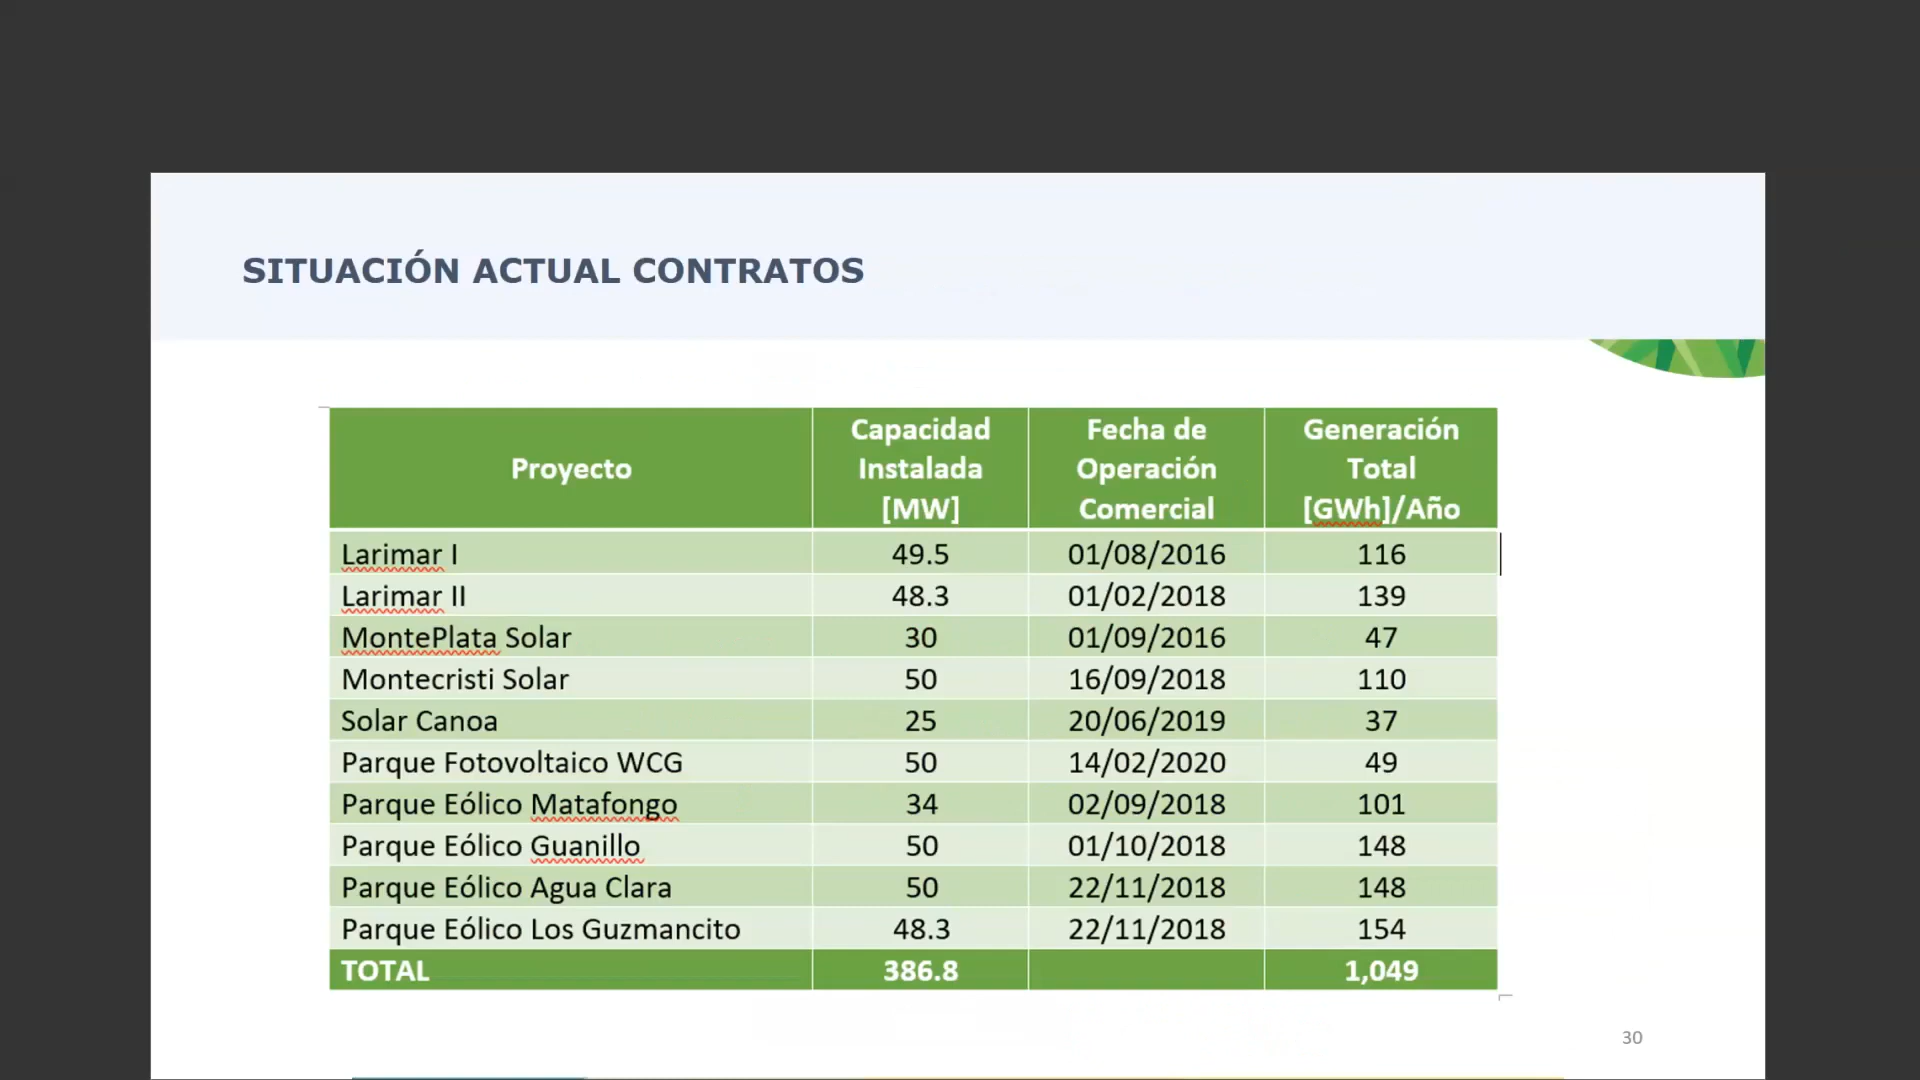 SITUACIÓN ACTUAL CONTRATOS
Proyecto Capacidad Instalada [MW] Fecha de Operación Comercial Generación Total [GWh]/Año
Larimar I 49.5 01/08/2016 116
Larimar II 48.3 01/02/2018 139
MontePlata Solar 30 01/09/2016 47
Montecristi Solar 50 16/09/2018 110
Solar Canoa 25 20/06/2019 37
Parque Fotovoltaico WCG 50 14/02/2020 49
Parque Eólico Matafongo 34 02/09/2018 101
Parque Eólico Guanillo 50 01/10/2018 148
Parque Eólico Agua Clara 50 22/11/2018 148
Parque Eólico Los Guzmancito 48.3 22/11/2018 154
TOTAL 386.8 1,049
30